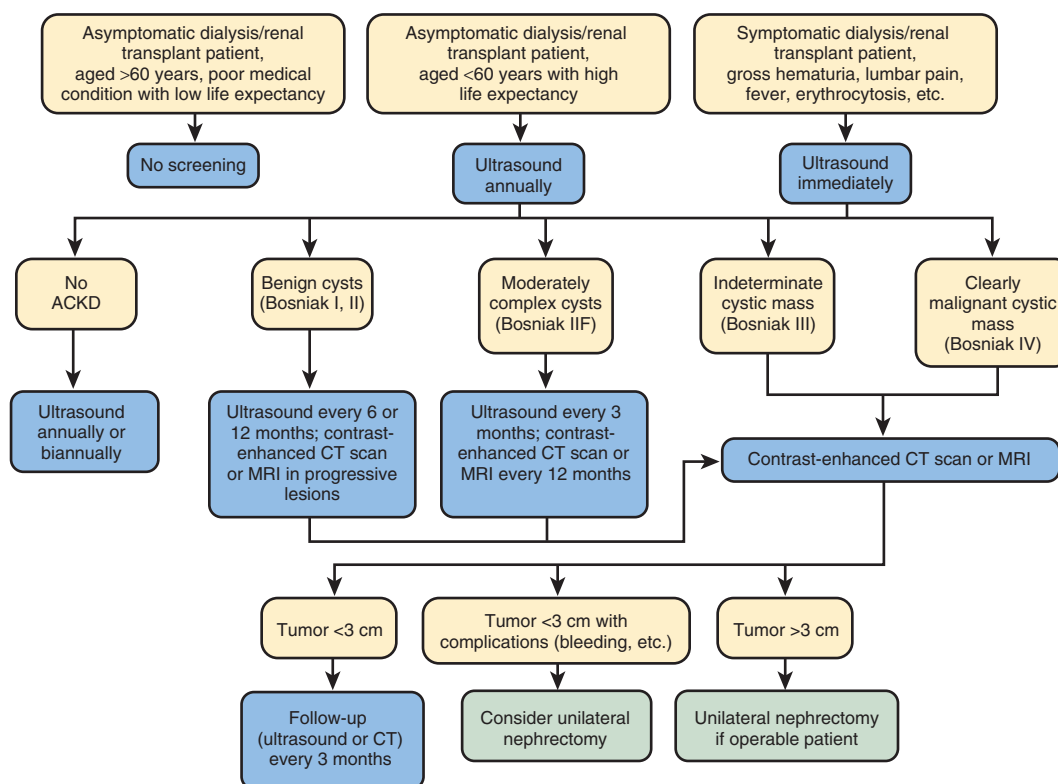 Asymptomatic dialysis/renal
transplant patient,
aged >60 years, poor medical
condition with low life expectancy
Asymptomatic dialysis/renal
transplant patient,
aged <60 years with high
life expectancy
Symptomatic dialysis/renal
transplant patient,
gross hematuria, lumbar pain,
fever, erythrocytosis, etc.
No screening
Ultrasound
annually
Ultrasound
immediately
No
ACKD
Benign cysts
(Bosniak I, II)
Moderately
complex cysts
(Bosniak IIF)
Indeterminate
cystic mass
(Bosniak III)
Clearly
malignant cystic
mass
(Bosniak IV)
Ultrasound
annually or
biannually
Ultrasound every 6 or
12 months; contrast-
enhanced CT scan
or MRI in progressive
lesions
Ultrasound every 3
months; contrast-
enhanced CT scan or
MRI every 12 months
Contrast-enhanced CT scan or MRI
Tumor <3 cm
Tumor <3 cm with
complications (bleeding, etc.)
Tumor >3 cm
Follow-up
(ultrasound or CT)
every 3 months
Consider unilateral
nephrectomy
Unilateral nephrectomy
if operable patient